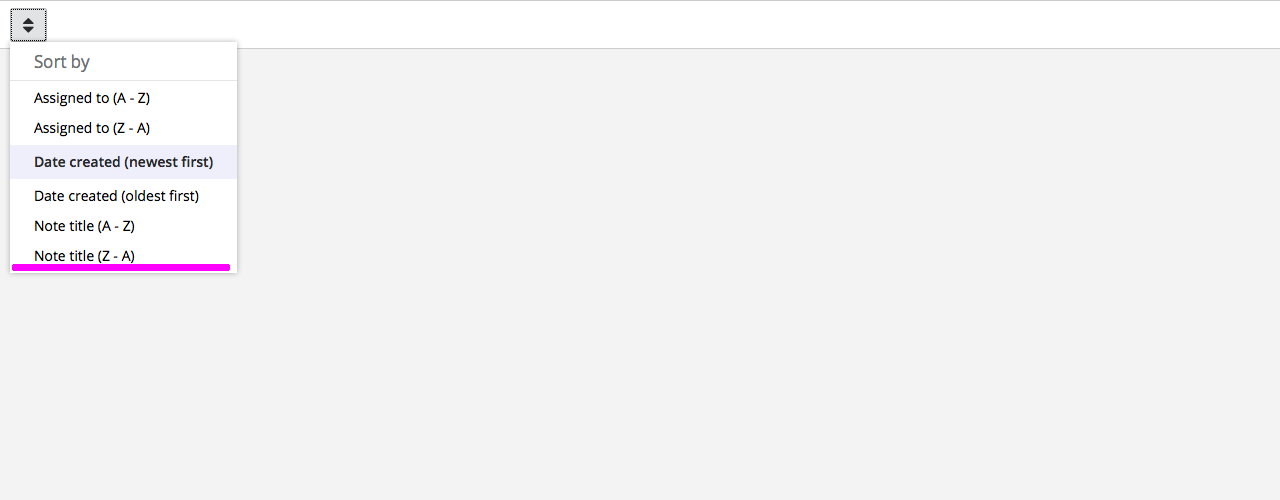 Sort by
Assigned to (A - Z)
Assigned to (Z - A)
Date created (newest first)
Date created (oldest first)
Note title (A - Z)
Note title (Z - A)